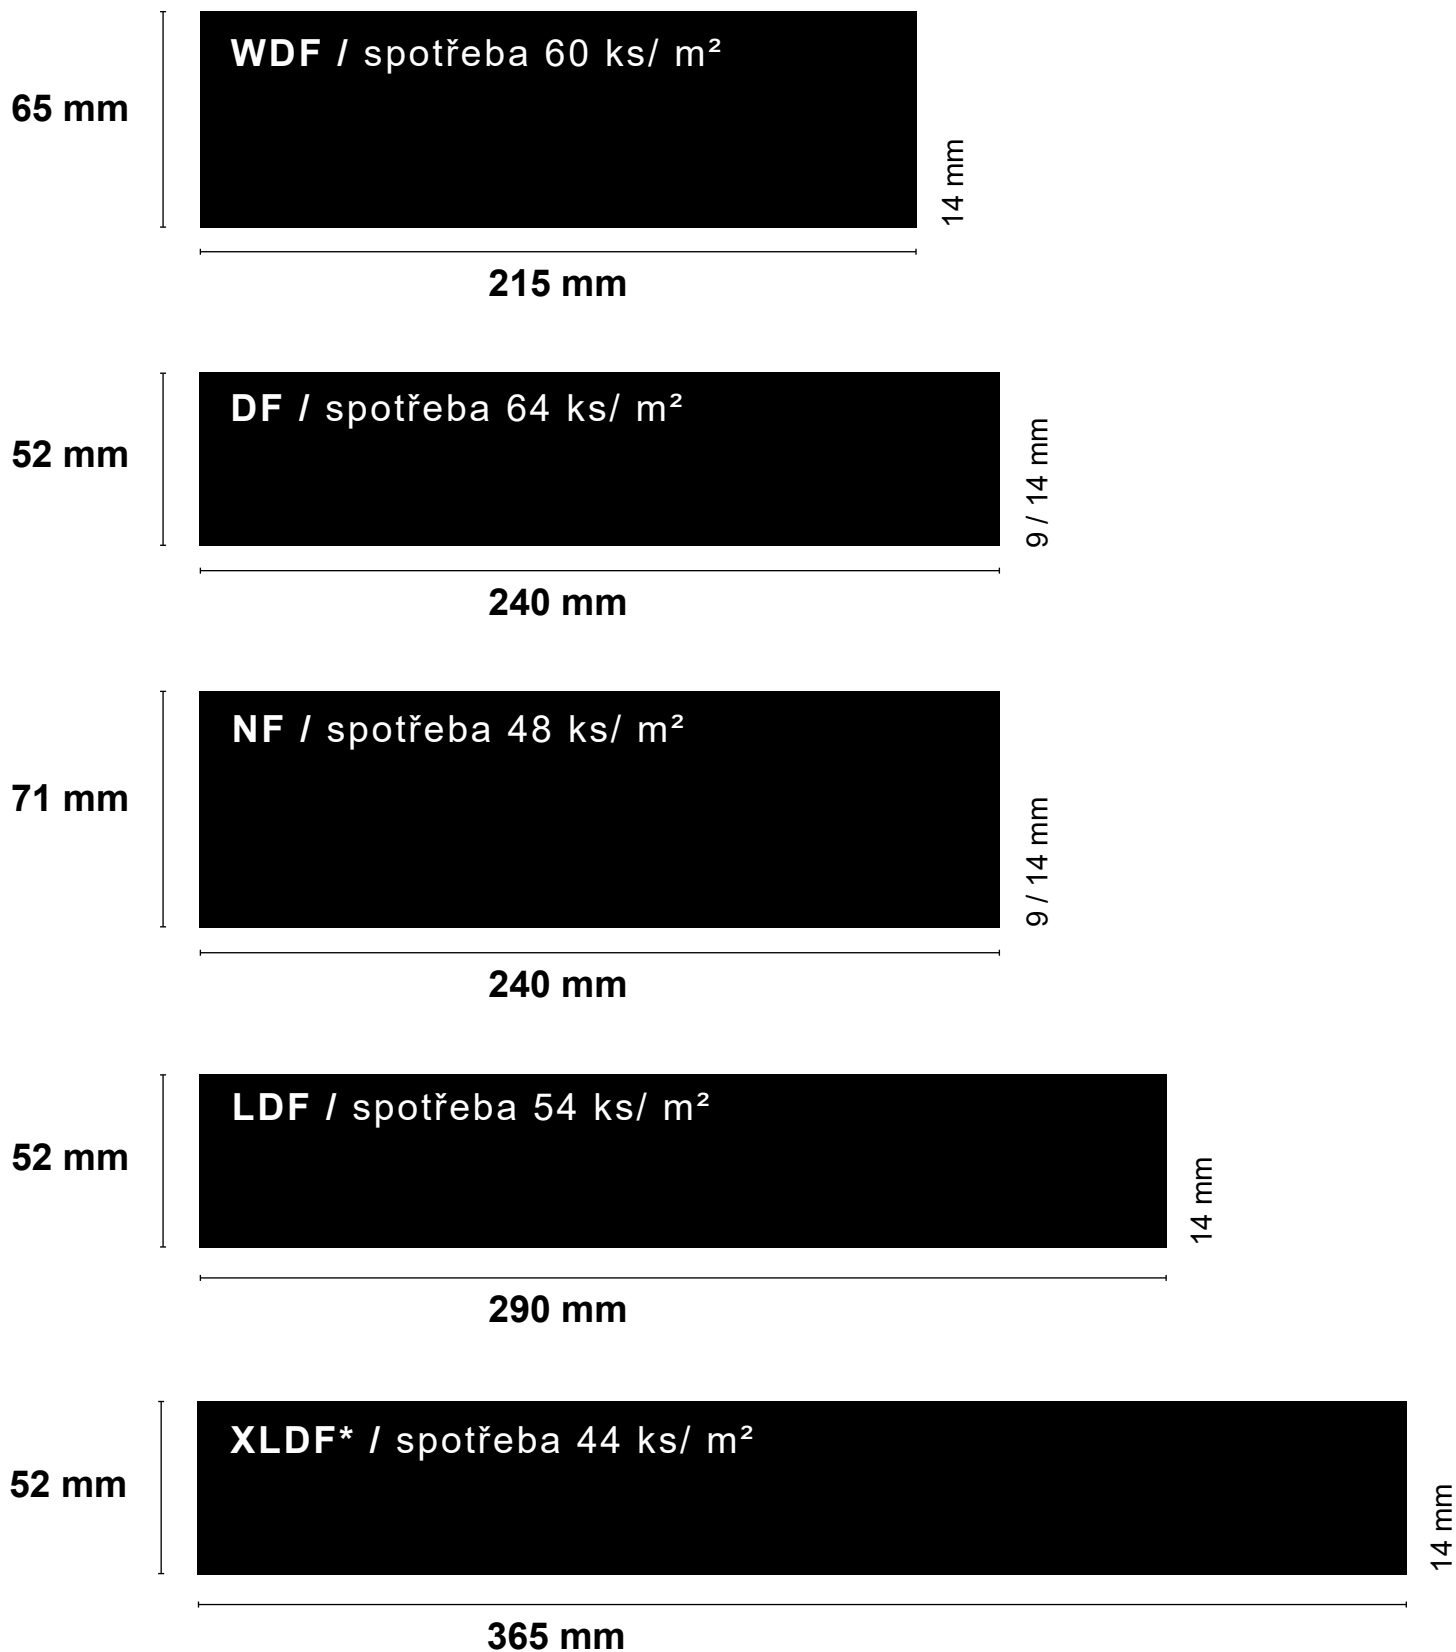 WDF / spotřeba 60 ks/ m²
65 mm
14 mm
215 mm
DF / spotřeba 64 ks/ m²
52 mm
9 / 14 mm
240 mm
NF / spotřeba 48 ks/ m²
71 mm
9 / 14 mm
240 mm
LDF / spotřeba 54 ks/ m²
52 mm
14 mm
290 mm
XLDF* / spotřeba 44 ks/ m²
52 mm
14 mm
365 mm